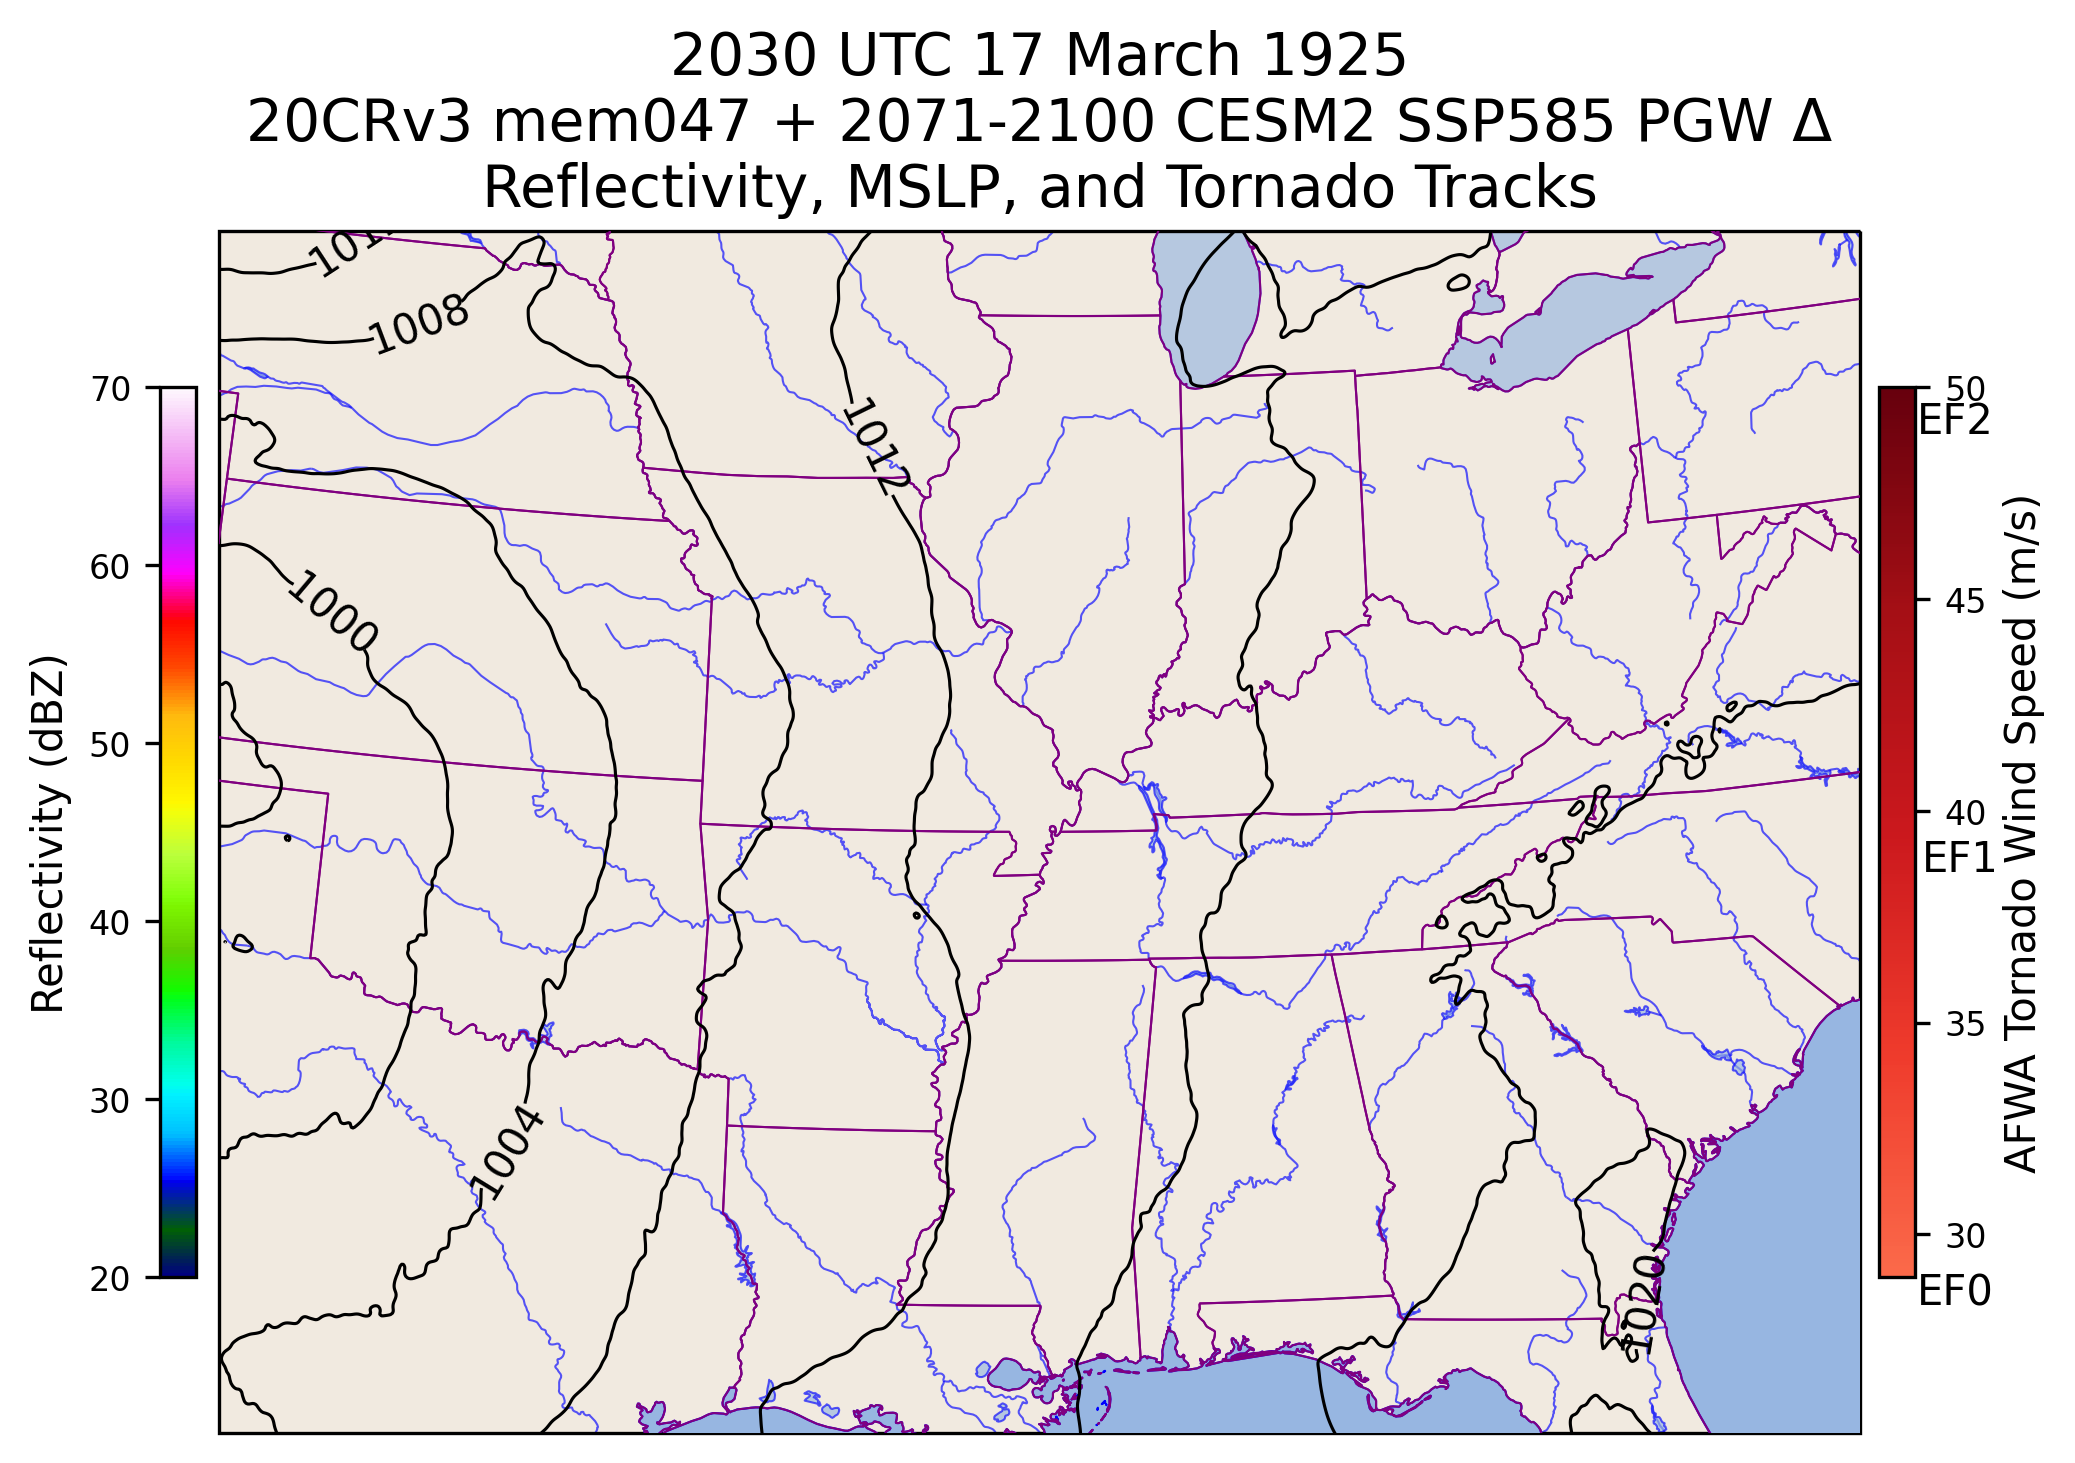 2030 UTC 17 March 1925
20CRv3 mem047 + 2071-2100 CESM2 SSP585 PGW Δ
Reflectivity, MSLP, and Tornado Tracks
1008
1012
1000
1004
1020
70
60
50
40
30
20
Reflectivity (dBZ)
50
EF2
45
40
EF1
35
30
EF0
AFWA Tornado Wind Speed (m/s)